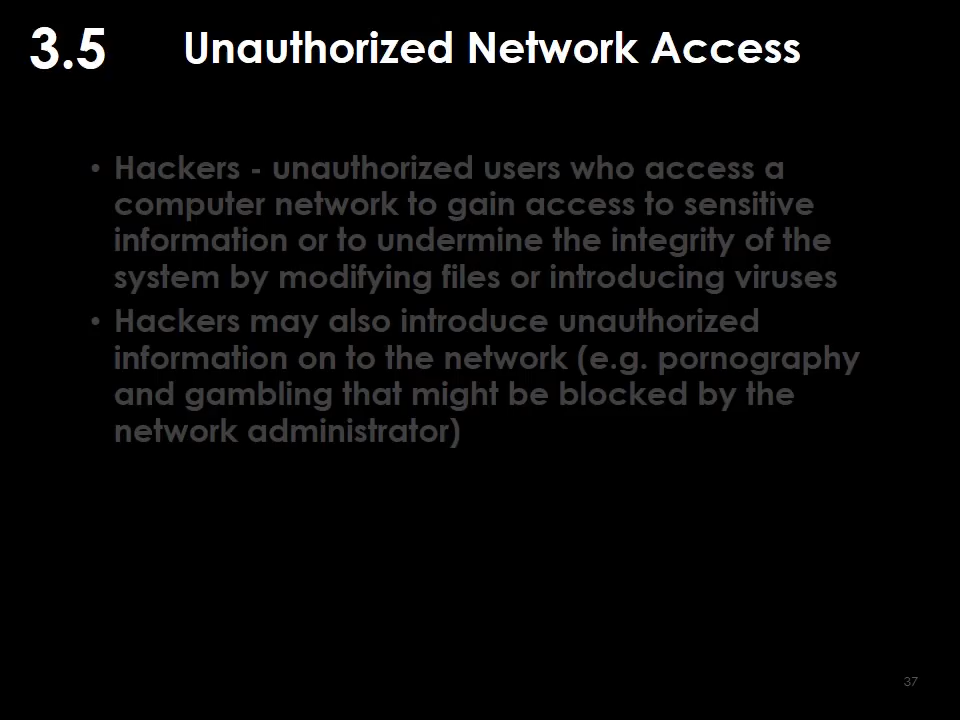 3.5 Unauthorized Network Access
• Hackers - unauthorized users who access a
computer network to gain access to sensitive
information or to undermine the integrity of the
system by modifying files or introducing viruses
• Hackers may also introduce unauthorized
information on to the network (e.g. pornography
and gambling that might be blocked by the
network administrator)
37